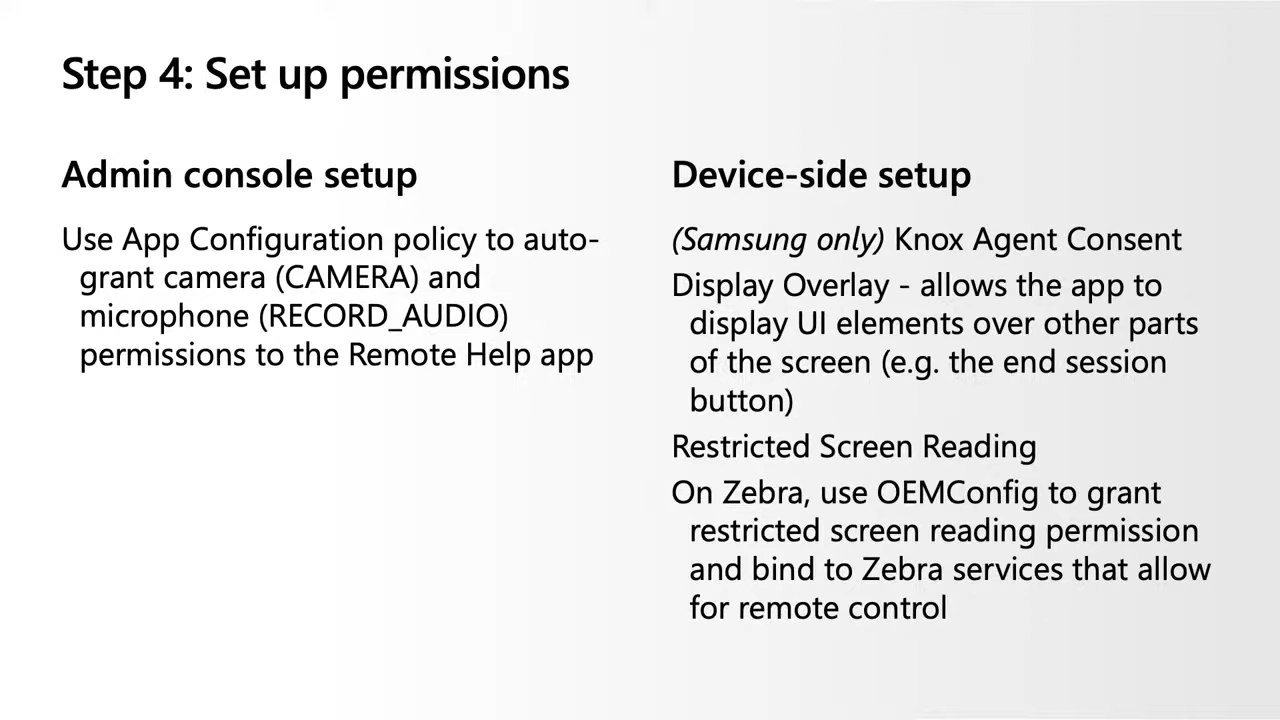 Step 4: Set up permissions
Admin console setup
Use App Configuration policy to auto-
grant camera (CAMERA) and
microphone (RECORD_AUDIO)
permissions to the Remote Help app
Device-side setup
(Samsung only) Knox Agent Consent
Display Overlay - allows the app to
display UI elements over other parts
of the screen (e.g. the end session
button)
Restricted Screen Reading
On Zebra, use OEMConfig to grant
restricted screen reading permission
and bind to Zebra services that allow
for remote control